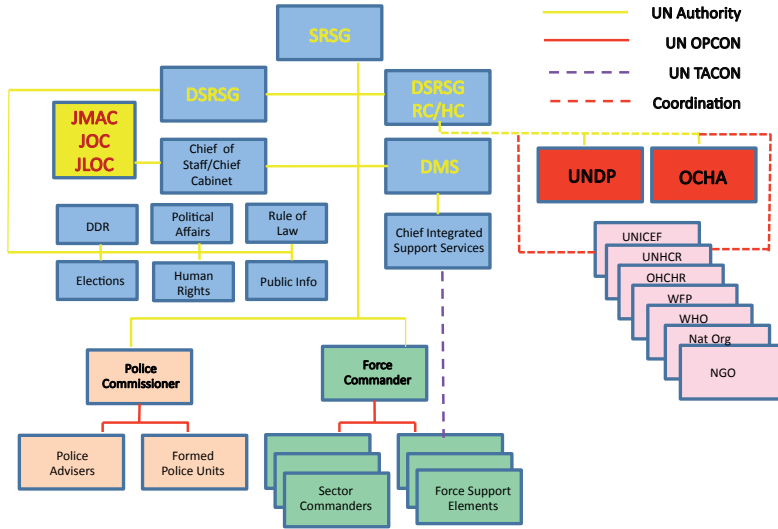 SRSG
UN Authority
UN OPCON
UN TACON
Coordination
DSRSG
DSRSG
RC/HC
JMAC
JOC
JLOC
Chief of
Staff/Chief
Cabinet
DMS
UNDP
OCHA
DDR
Political
Affairs
Rule of
Law
Chief Integrated
Support Services
Elections
Human
Rights
Public Info
UNICEF
UNHCR
OHCHR
WFP
WHO
Nat Org
NGO
Police
Commissioner
Force
Commander
Police
Advisers
Formed
Police Units
Sector
Commanders
Force Support
Elements